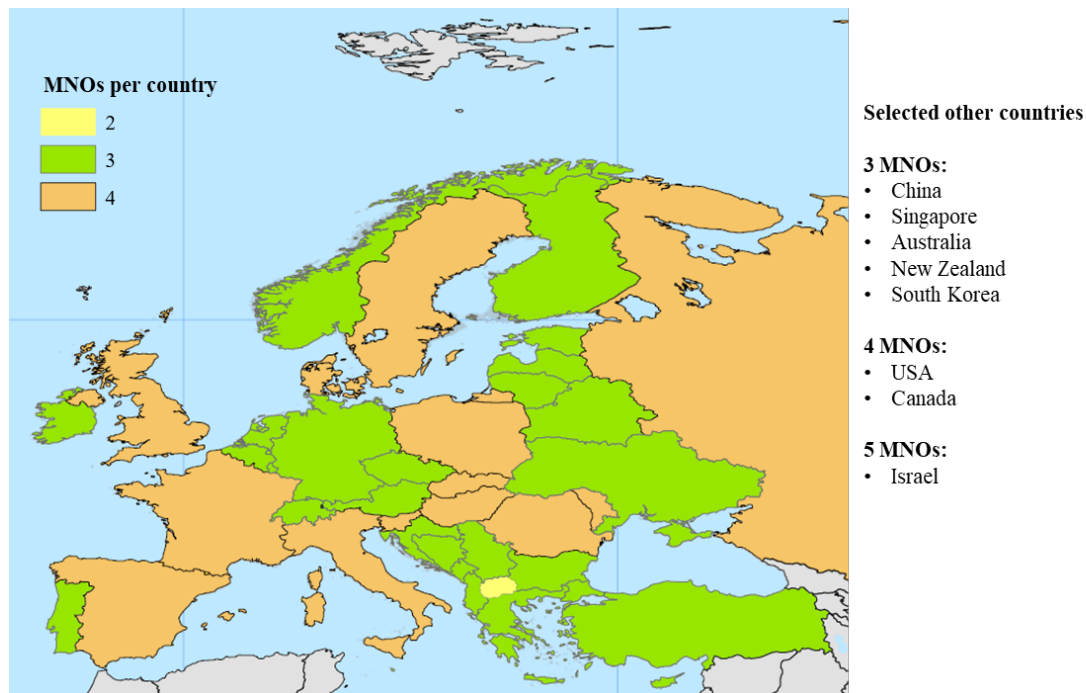 MNOs per country
2
3
4
Selected other countries
3 MNOs:
• China
• Singapore
• Australia
• New Zealand
• South Korea
4 MNOs:
• USA
• Canada
5 MNOs:
• Israel